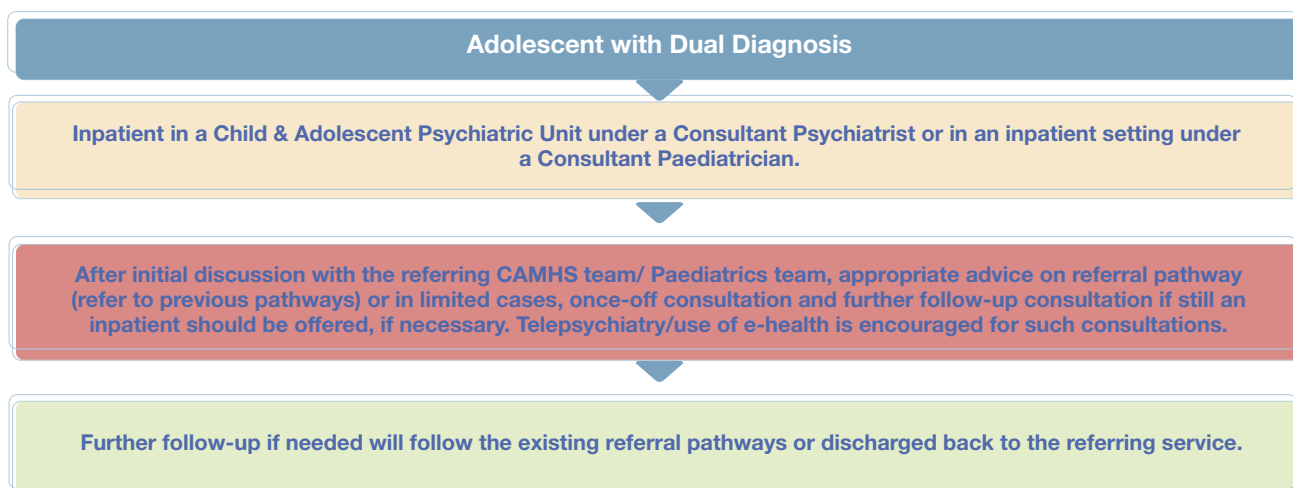 Adolescent with Dual Diagnosis
Inpatient in a Child & Adolescent Psychiatric Unit under a Consultant Psychiatrist or in an inpatient setting under
a Consultant Paediatrician.
After initial discussion with the referring CAMHS team/ Paediatrics team, appropriate advice on referral pathway
(refer to previous pathways) or in limited cases, once-off consultation and further follow-up consultation if still an
inpatient should be offered, if necessary. Telepsychiatry/use of e-health is encouraged for such consultations.
Further follow-up if needed will follow the existing referral pathways or discharged back to the referring service.